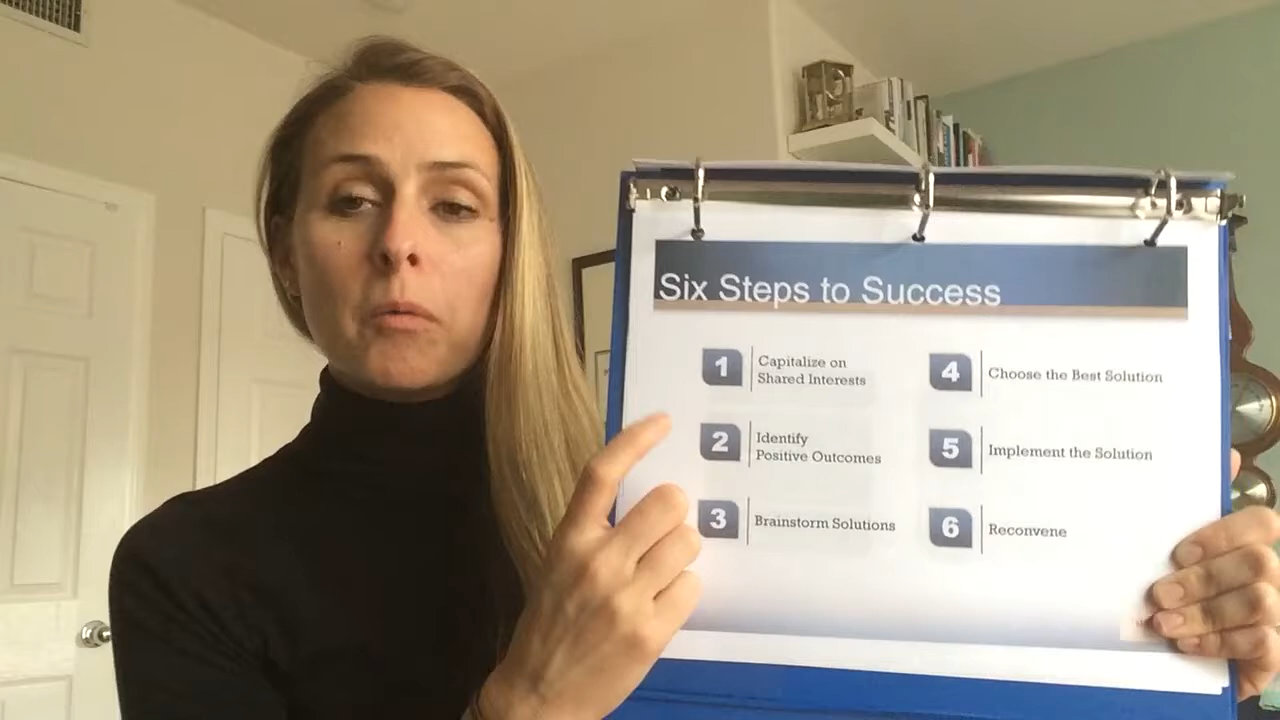 Six Steps to Success
1
Capitalize on
Shared Interests
2
Identify
Positive Outcomes
3
Brainstorm Solutions
4
Choose the Best Solution
5
Implement the Solution
6
Reconvene